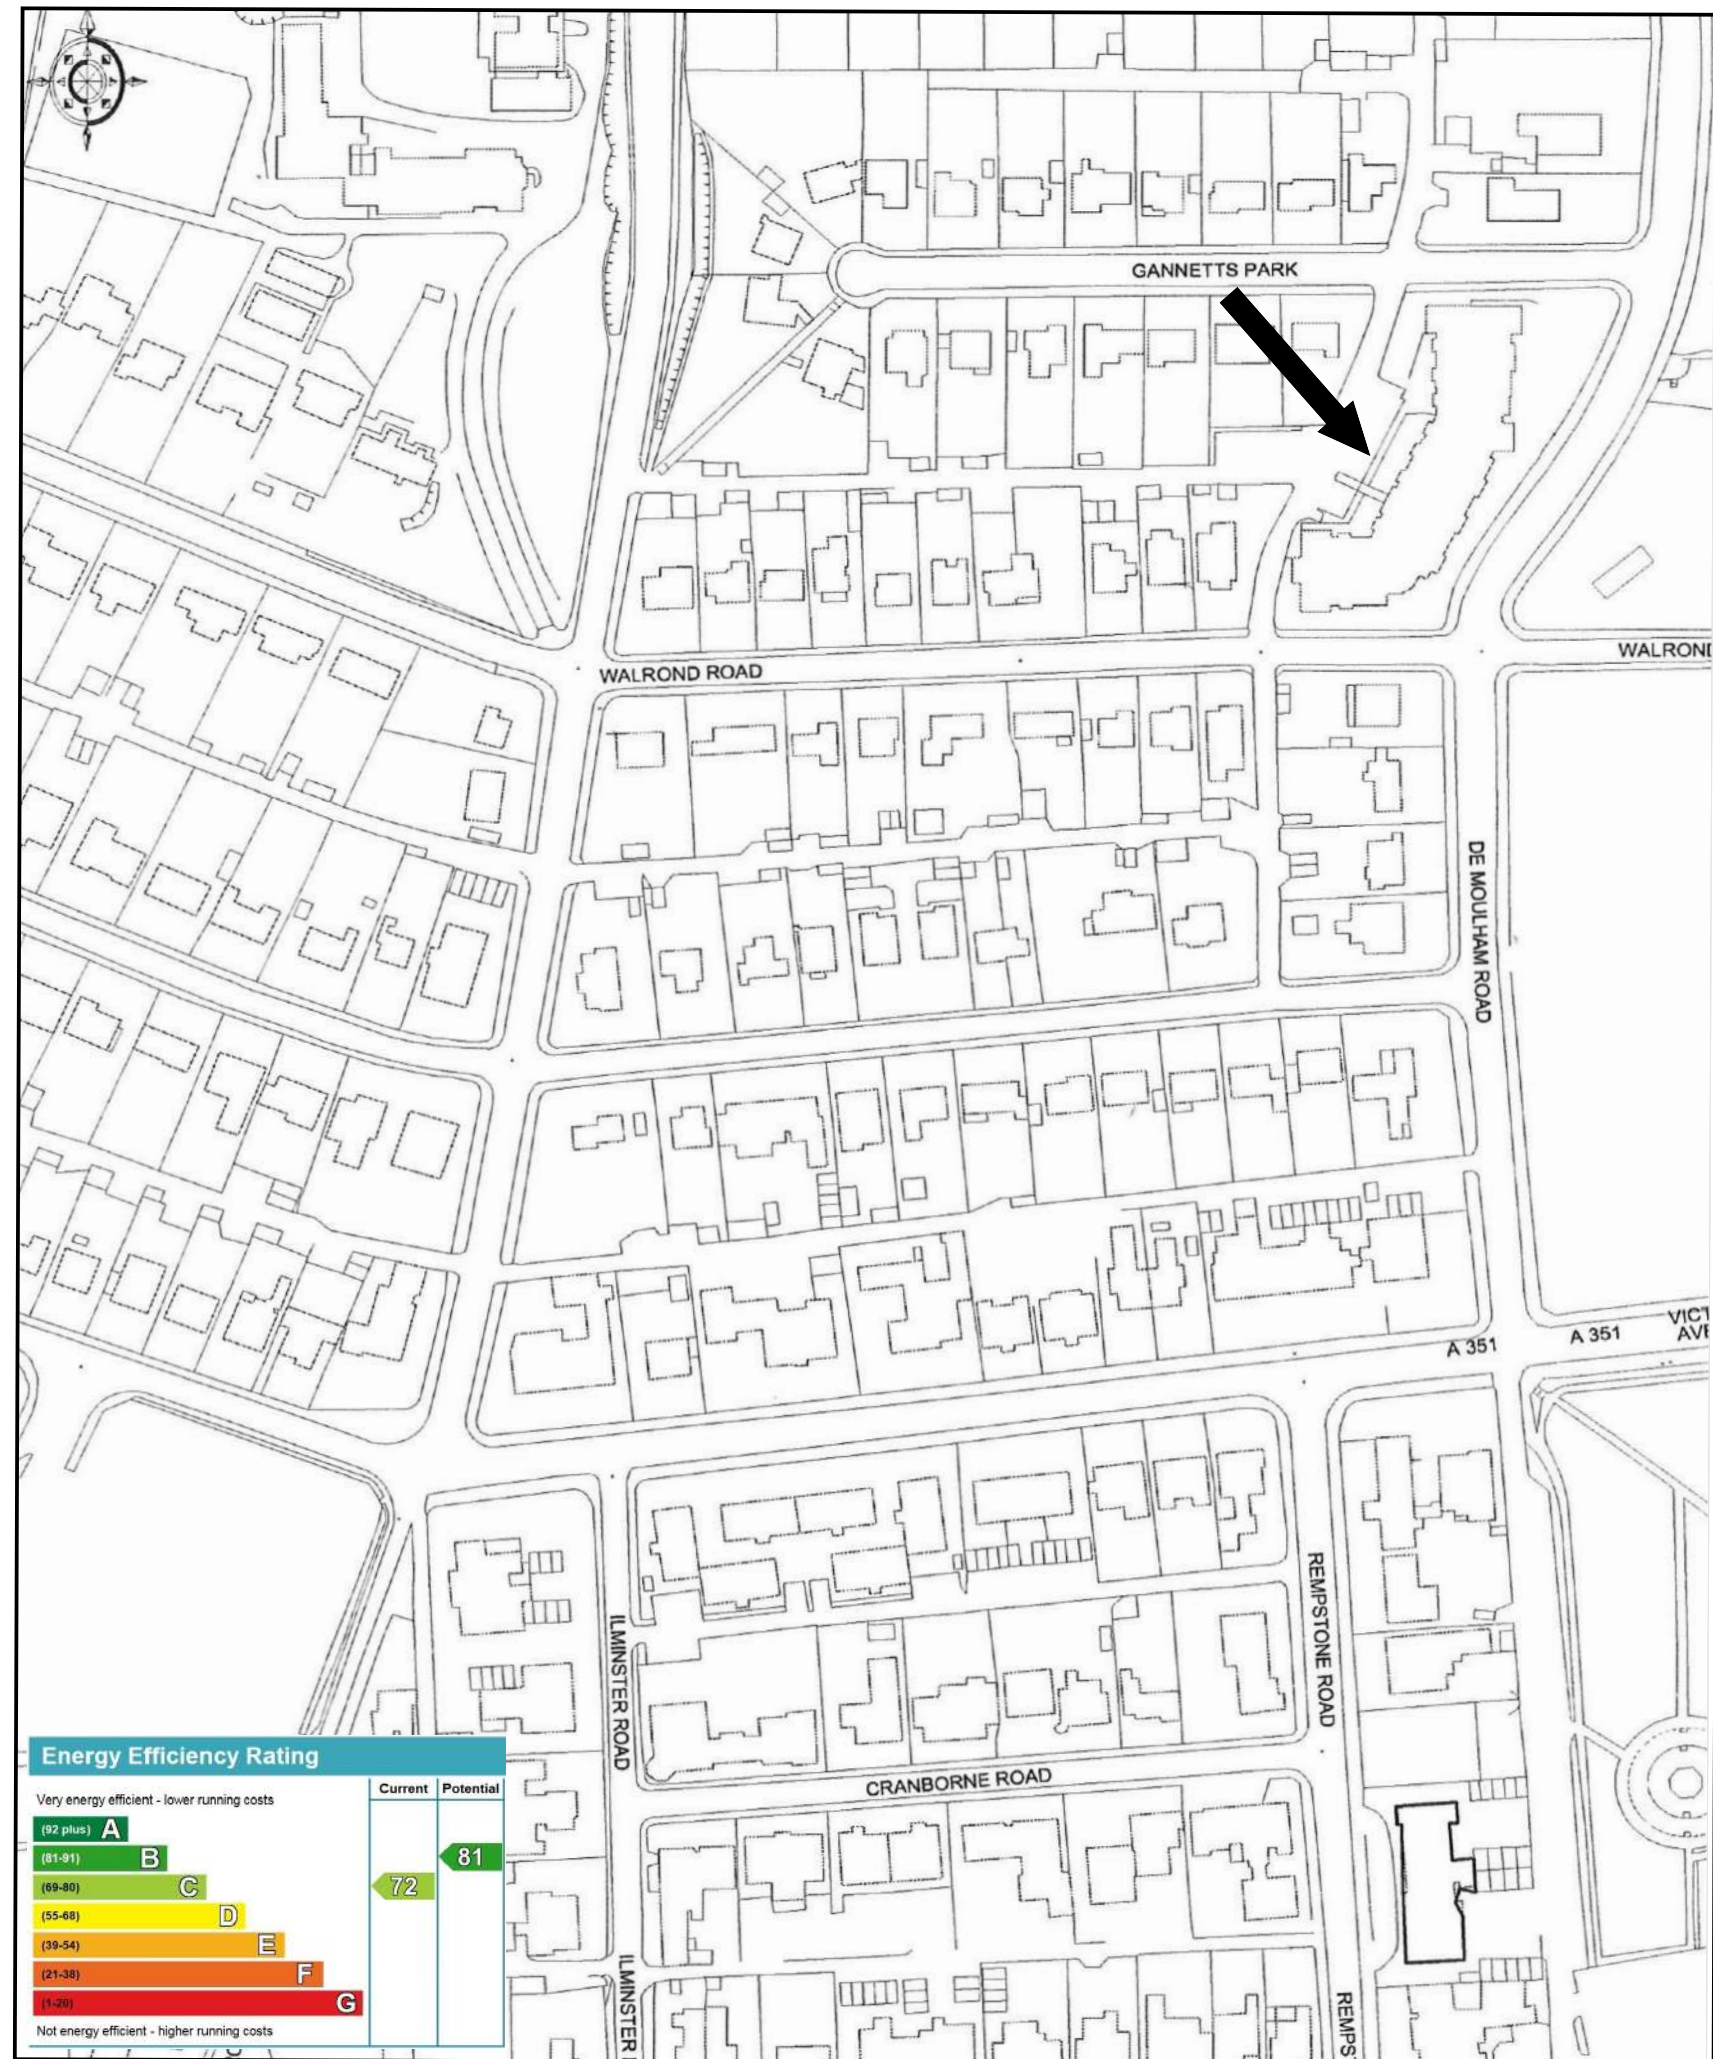 GANNETTS PARK
WALROND ROAD
WALROND
DE MOULHAM ROAD
A 351
A 351
VICT
AVE
REMPSTONE ROAD
ILMINSTER ROAD
CRANBORNE ROAD
ILMINSTER
REMPS
Energy Efficiency Rating
Current Potential
Very energy efficient - lower running costs
(92 plus) A
(81-91) B
81
(69-80) C
72
(55-68) D
(39-54) E
(21-38) F
(1-20) G
Not energy efficient - higher running costs